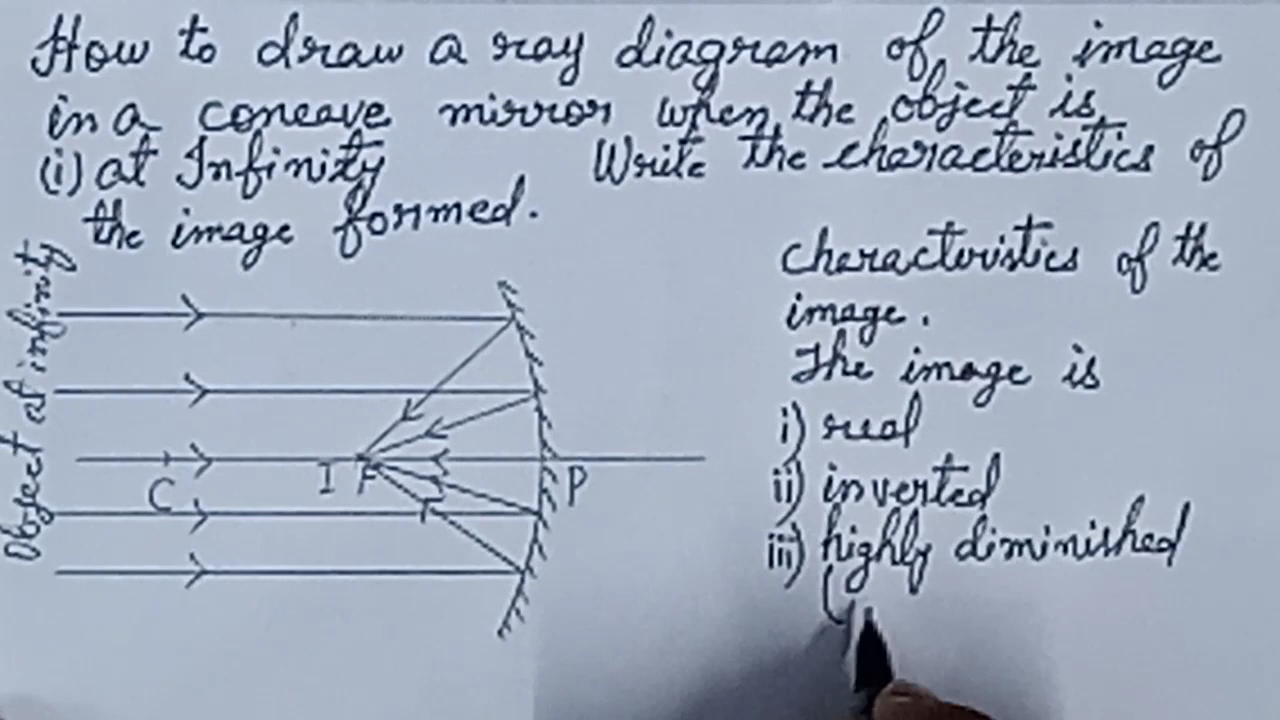 How to draw a ray diagram of the image
in a concave mirror when the object is
(i) at Infinity Write the characteristics of
the image formed.
Object at infinity
C I F P
characteristics of the
image.
The image is
i) real
ii) inverted
iii) highly diminished
(